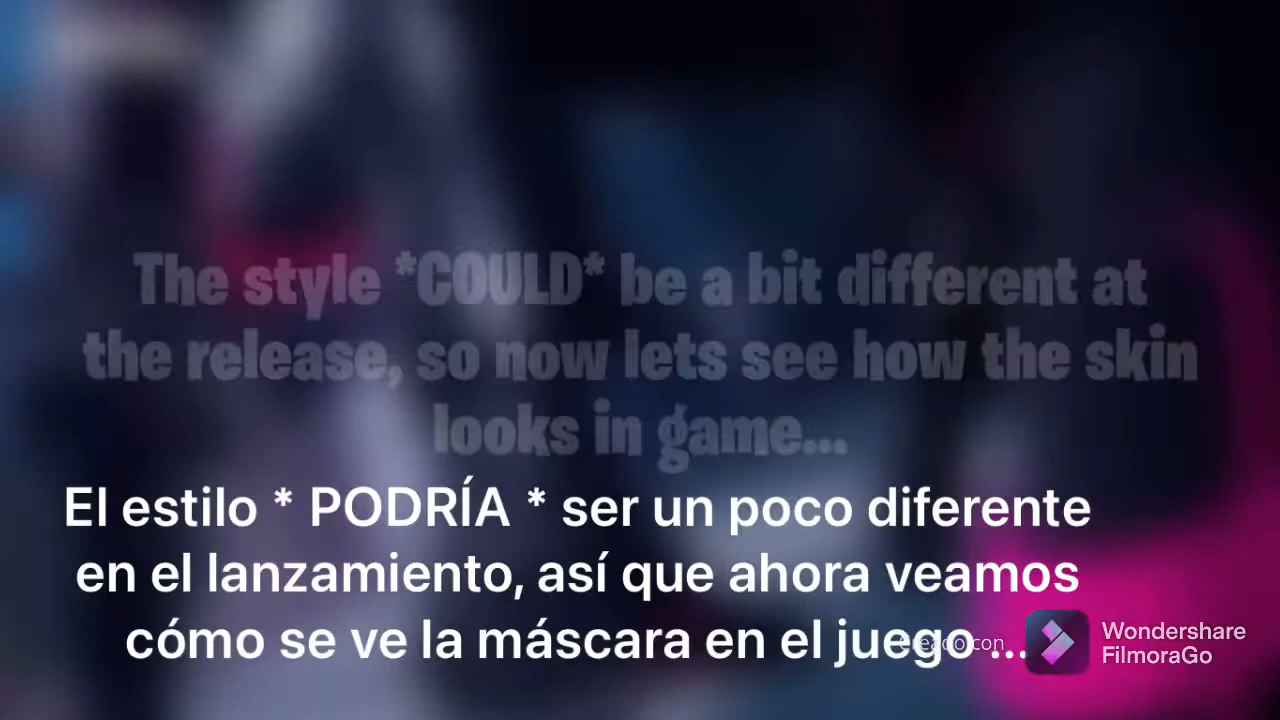 The style *COULD* be a bit different at
the release, so now lets see how the skin
looks in game...
El estilo * PODRÍA * ser un poco diferente
en el lanzamiento, así que ahora veamos
cómo se ve la máscara en el juego ...
Creado con
Wondershare
FilmoraGo